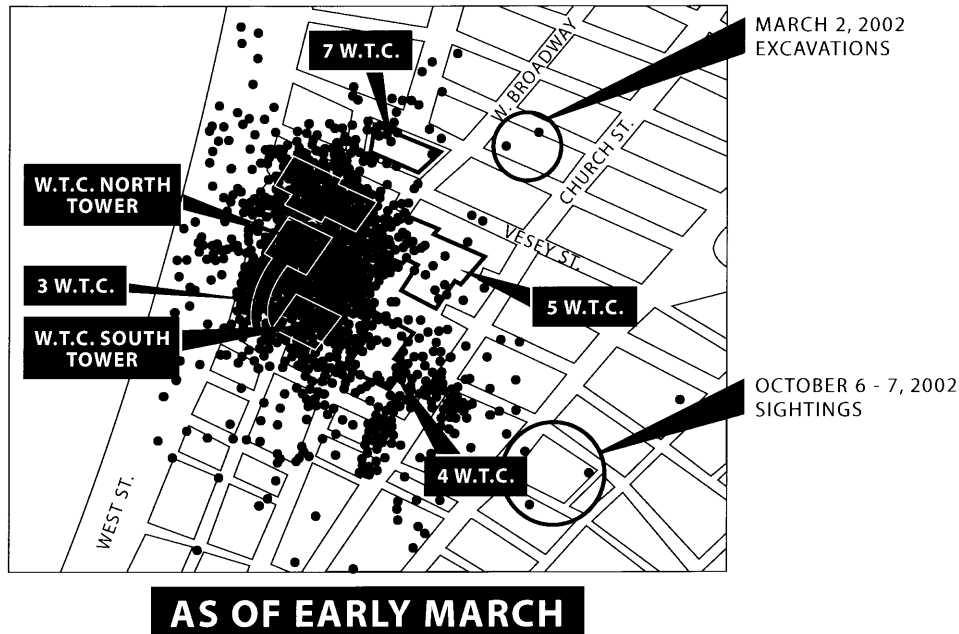 MARCH 2, 2002
EXCAVATIONS
7 W.T.C.
W. BROADWAY
CHURCH ST.
W.T.C. NORTH
TOWER
VESEY ST.
3 W.T.C.
5 W.T.C.
W.T.C. SOUTH
TOWER
OCTOBER 6 - 7, 2002
SIGHTINGS
4 W.T.C.
WEST ST.
AS OF EARLY MARCH